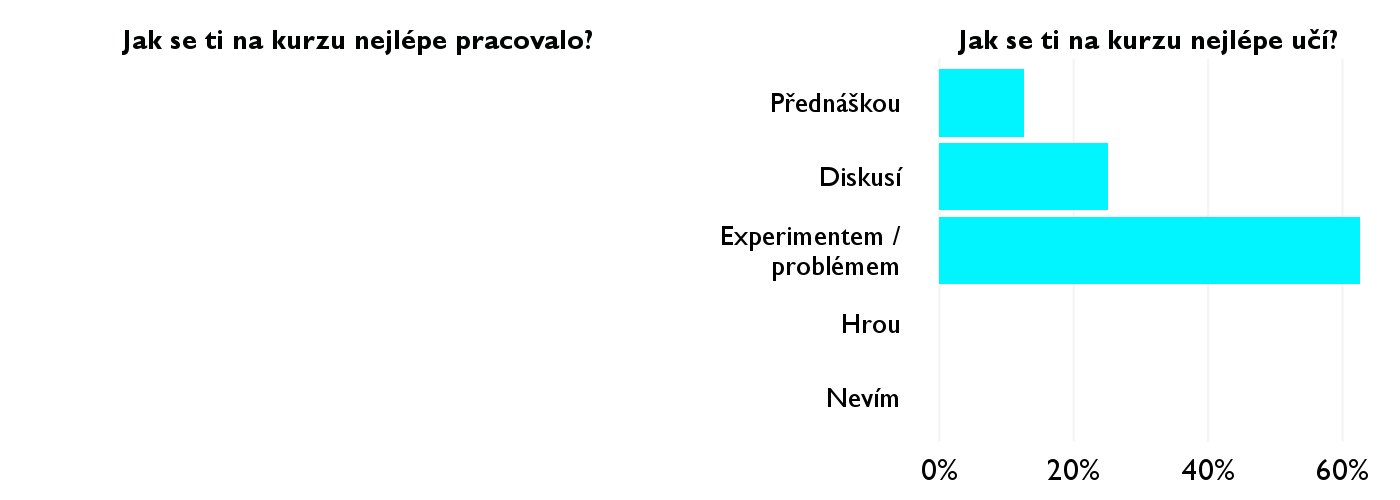 Jak se ti na kurzu nejlépe pracovalo?
Jak se ti na kurzu nejlépe učí?
Přednáškou
Diskusí
Experimentem /
problémem
Hrou
Nevím
0% 20% 40% 60%